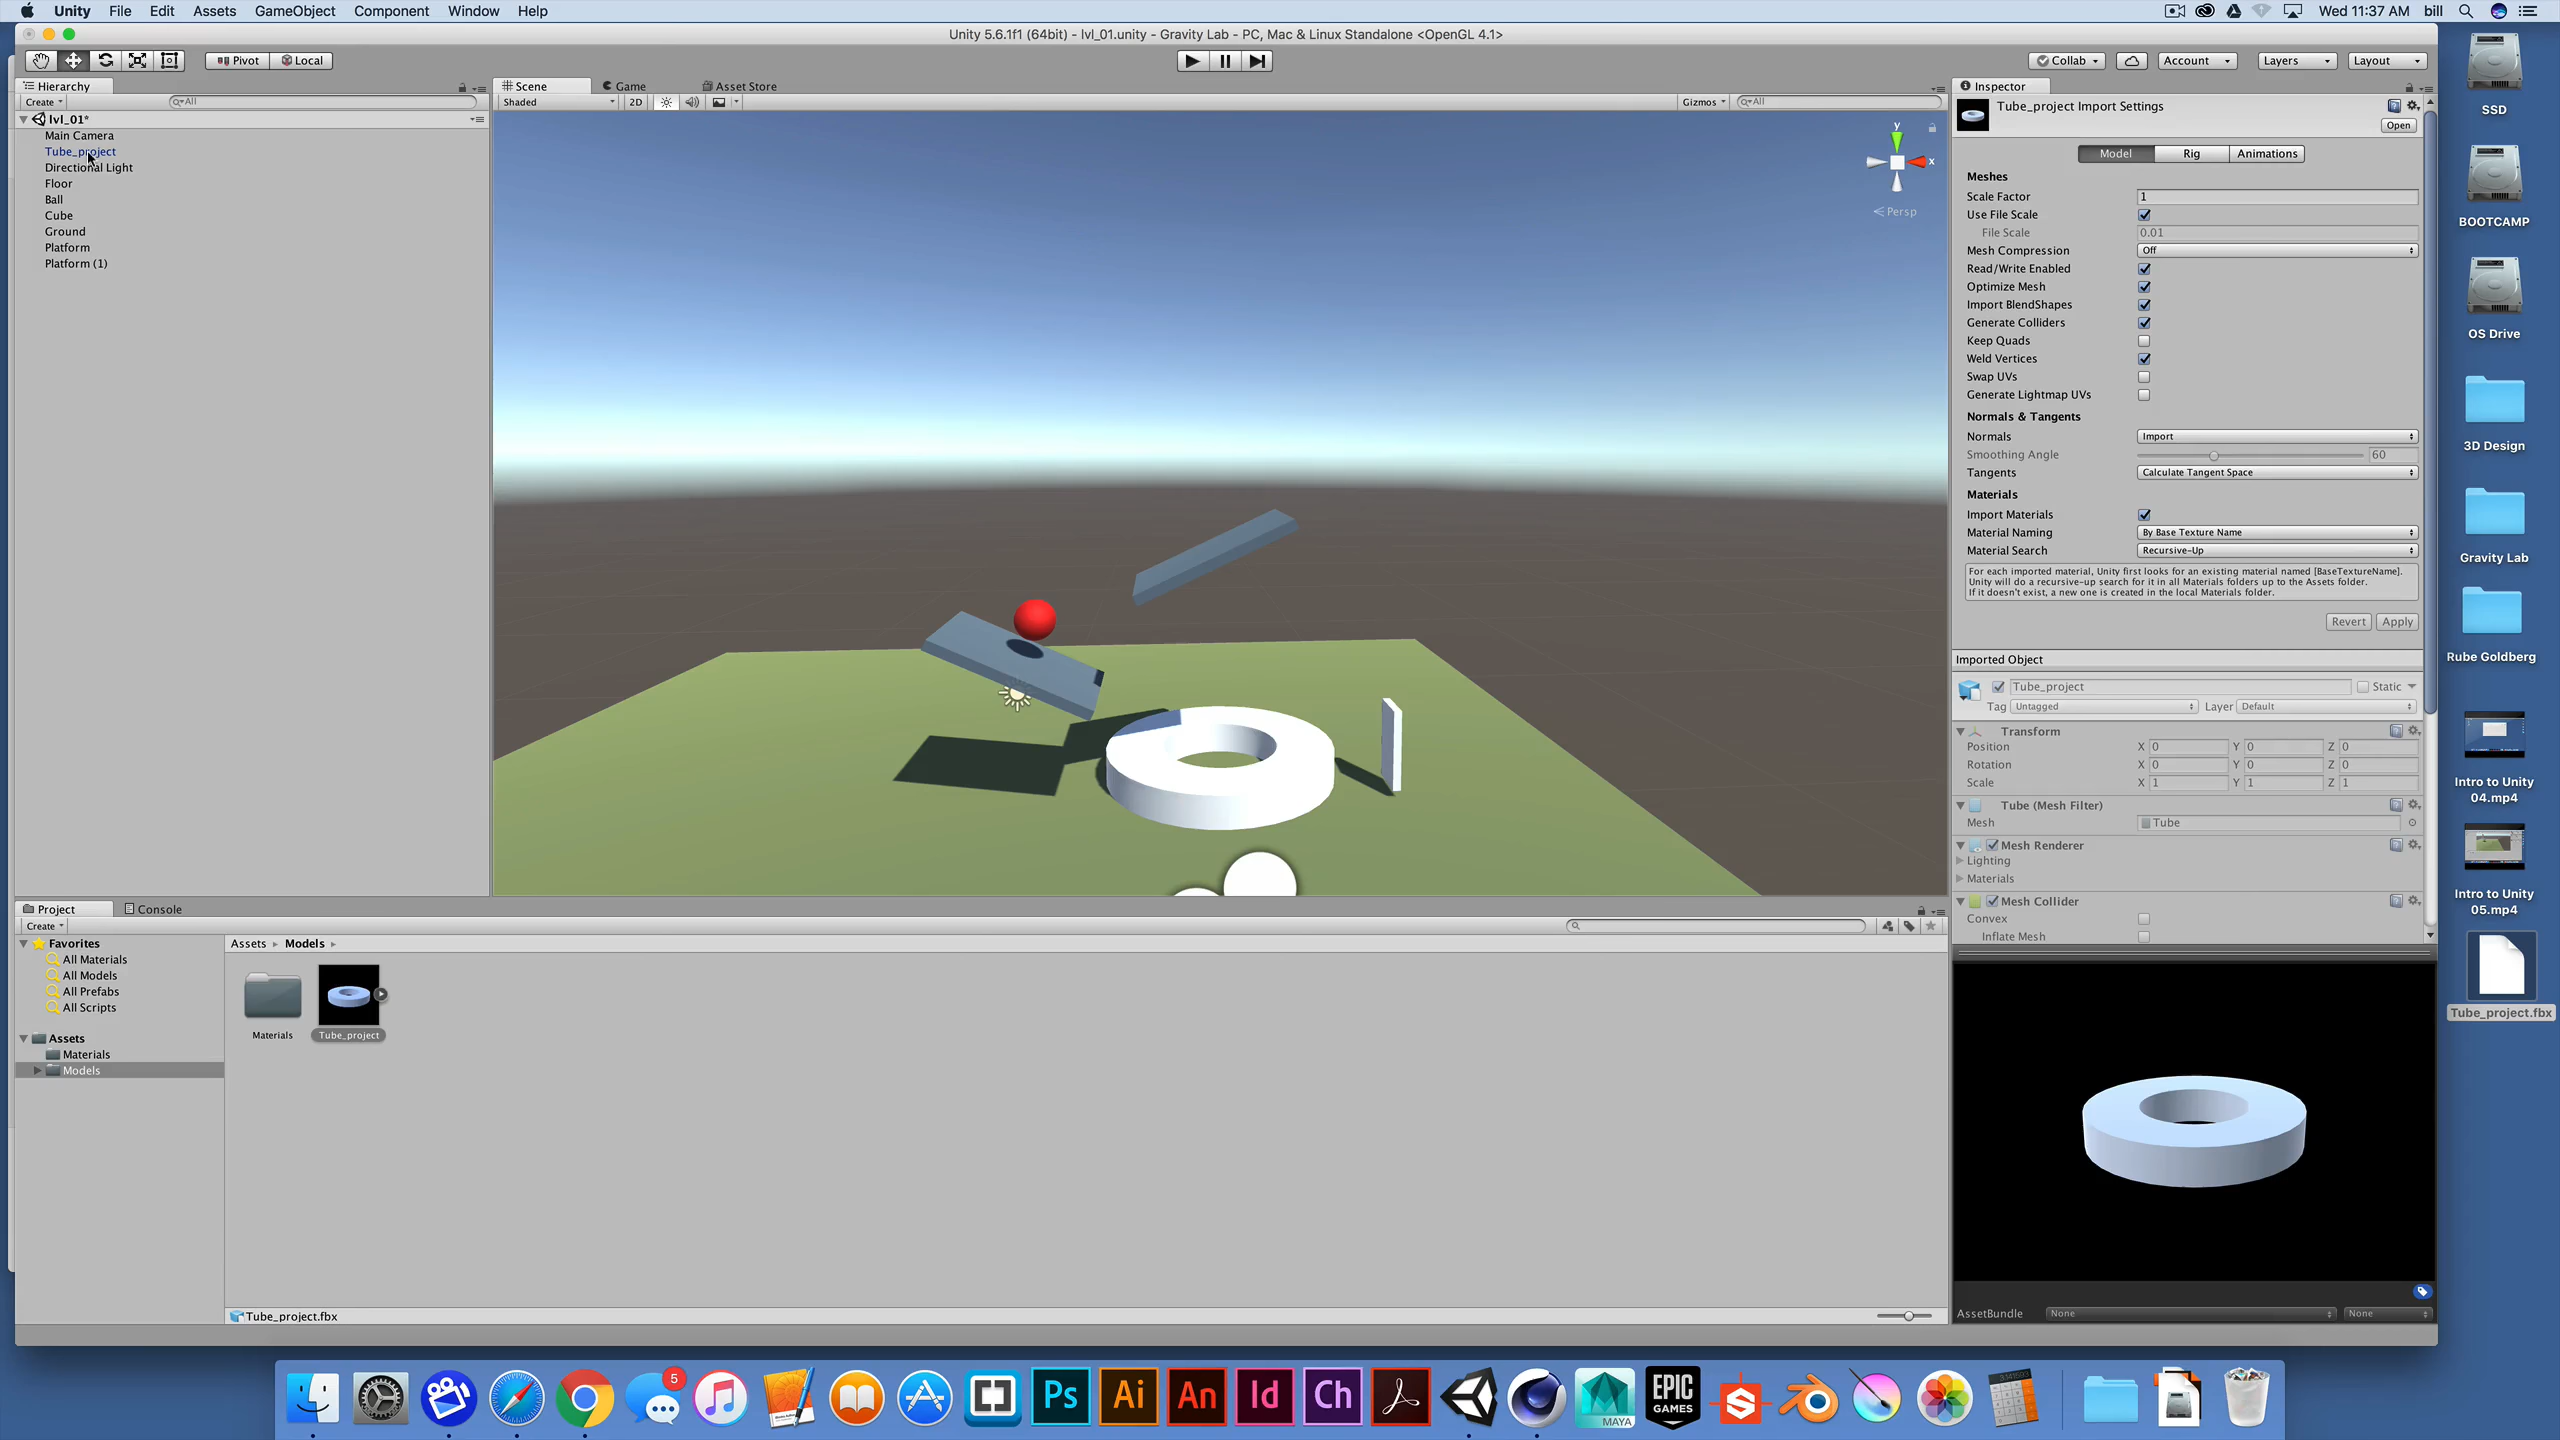 Unity File Edit Assets GameObject Component Window Help
Wed 11:37 AM bill
Unity 5.6.1f1 (64bit) - lvl_01.unity - Gravity Lab - PC, Mac & Linux Standalone <OpenGL 4.1>
Pivot Local
Collab Account Layers Layout
Hierarchy
Create All
lvl_01*
Main Camera
Tube_project
Directional Light
Floor
Ball
Cube
Ground
Platform
Platform (1)
Scene Game Asset Store
Shaded 2D Gizmos All
y
x
Persp
Inspector
Tube_project Import Settings
Open
Model Rig Animations
Meshes
Scale Factor 1
Use File Scale
File Scale 0.01
Mesh Compression Off
Read/Write Enabled
Optimize Mesh
Import BlendShapes
Generate Colliders
Keep Quads
Weld Vertices
Swap UVs
Generate Lightmap UVs
Normals & Tangents
Normals Import
Smoothing Angle 60
Tangents Calculate Tangent Space
Materials
Import Materials
Material Naming By Base Texture Name
Material Search Recursive-Up
For each imported material, Unity first looks for an existing material named [BaseTextureName].
Unity will do a recursive-up search for it in all Materials folders up to the Assets folder.
If it doesn't exist, a new one is created in the local Materials folder.
Revert Apply
Imported Object
Tube_project Static
Tag Untagged Layer Default
Transform
Position X 0 Y 0 Z 0
Rotation X 0 Y 0 Z 0
Scale X 1 Y 1 Z 1
Tube (Mesh Filter)
Mesh Tube
Mesh Renderer
Lighting
Materials
Mesh Collider
Convex
Inflate Mesh
AssetBundle None None
Project Console
Create
Favorites
All Materials
All Models
All Prefabs
All Scripts
Assets
Materials
Models
Assets Models
Materials
Tube_project
Tube_project.fbx
SSD
BOOTCAMP
OS Drive
3D Design
Gravity Lab
Rube Goldberg
Intro to Unity
04.mp4
Intro to Unity
05.mp4
Tube_project.fbx
5
Ps Ai An Id Ch
MAYA
EPIC
GAMES
S